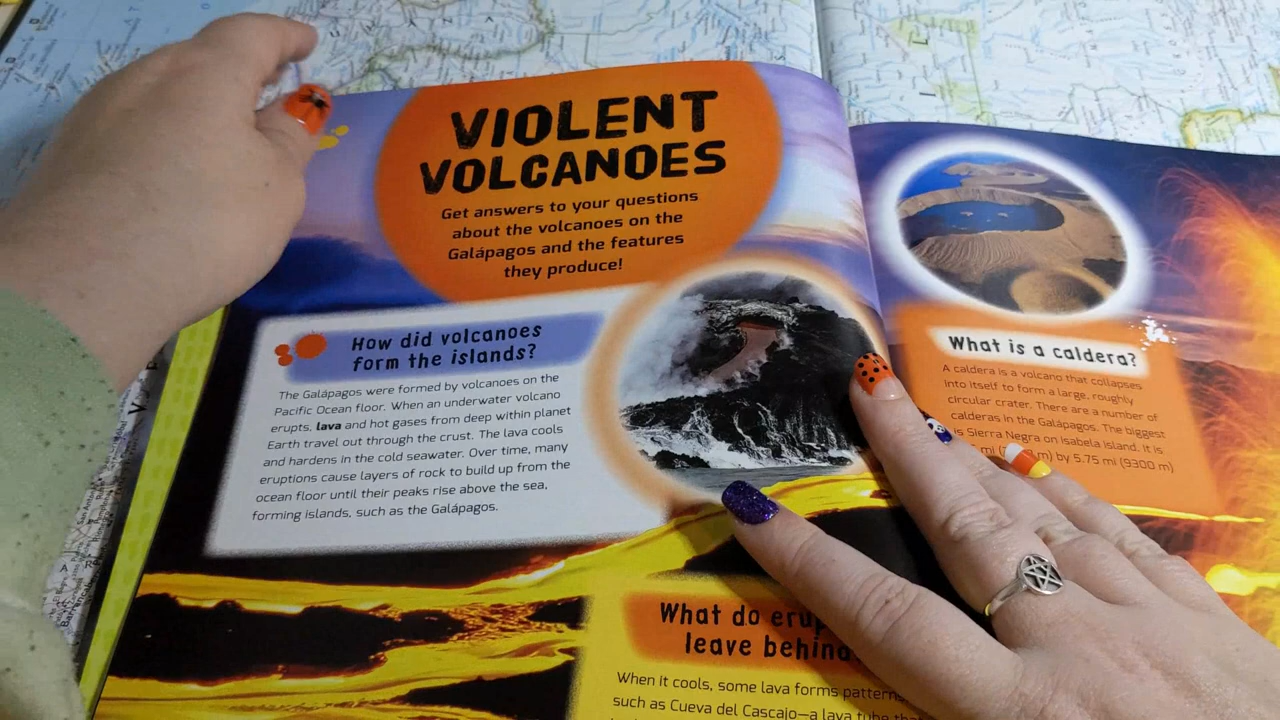 VIOLENT
VOLCANOES
Get answers to your questions
about the volcanoes on the
Galápagos and the features
they produce!
How did volcanoes
form the islands?
The Galápagos were formed by volcanoes on the
Pacific Ocean floor. When an underwater volcano
erupts, lava and hot gases from deep within planet
Earth travel out through the crust. The lava cools
and hardens in the cold seawater. Over time, many
eruptions cause layers of rock to build up from the
ocean floor until their peaks rise above the sea,
forming islands, such as the Galápagos.
What is a caldera?
A caldera is a volcano that collapses
into itself to form a large, roughly
circular crater. There are a number of
calderas in the Galápagos. The biggest
is Sierra Negra on Isabela Island. It is
mi m) by 5.75 mi (9300 m)
What do
leave behind
When it cools, some lava forms
such as Cueva del Cascajo—a lava tube that